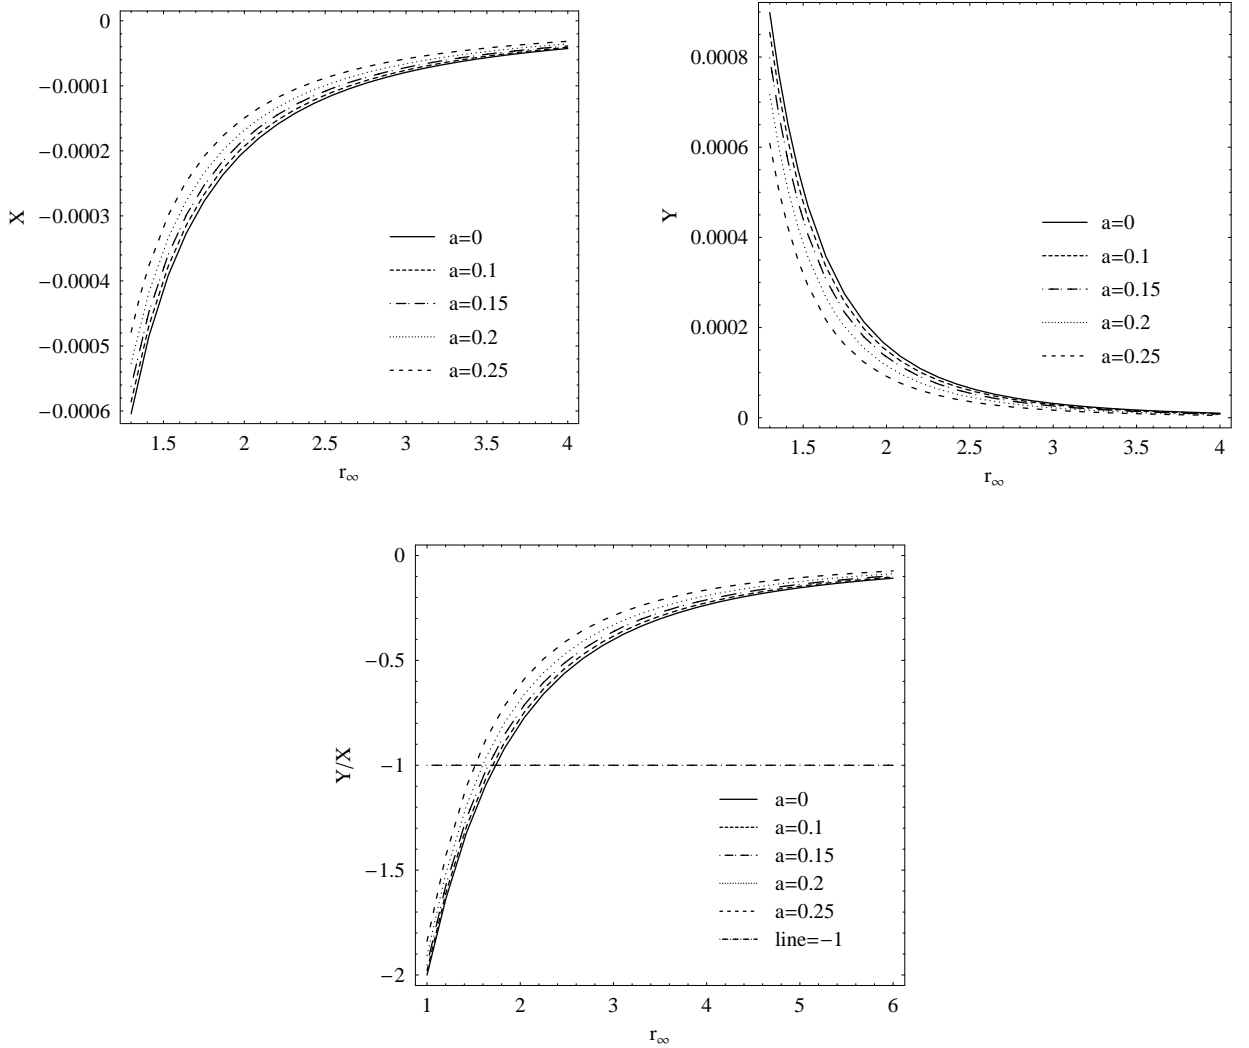 0
−0.0001
−0.0002
−0.0003
−0.0004
−0.0005
−0.0006
X
a=0
a=0.1
a=0.15
a=0.2
a=0.25
1.5 2 2.5 3 3.5 4
r∞
0.0008
0.0006
0.0004
0.0002
0
Y
a=0
a=0.1
a=0.15
a=0.2
a=0.25
1.5 2 2.5 3 3.5 4
r∞
0
−0.5
−1
−1.5
−2
Y/X
a=0
a=0.1
a=0.15
a=0.2
a=0.25
line=−1
1 2 3 4 5 6
r∞